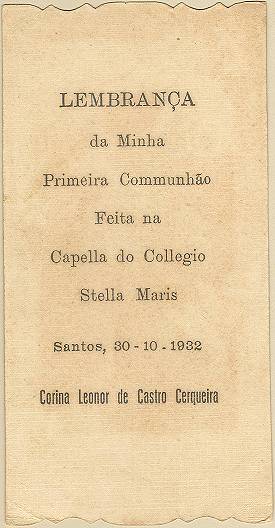 LEMBRANÇA
da Minha
Primeira Communhão
Feita na
Capella do Collegio
Stella Maris
Santos, 30 - 10 - 1932
Corina Leonor de Castro Cerqueira